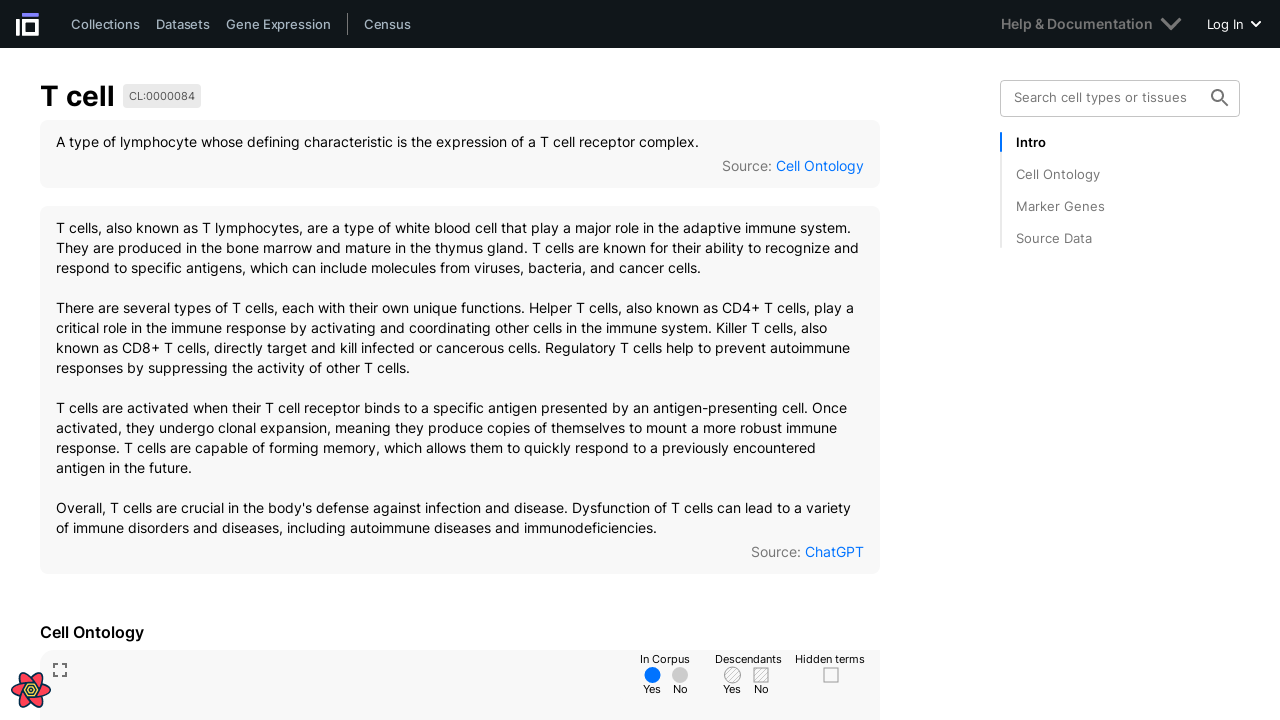 Collections Datasets Gene Expression Census Help & Documentation Log In
T cell CL:0000084
Search cell types or tissues
A type of lymphocyte whose defining characteristic is the expression of a T cell receptor complex.
Source: Cell Ontology
Intro
Cell Ontology
Marker Genes
Source Data
T cells, also known as T lymphocytes, are a type of white blood cell that play a major role in the adaptive immune system.
They are produced in the bone marrow and mature in the thymus gland. T cells are known for their ability to recognize and
respond to specific antigens, which can include molecules from viruses, bacteria, and cancer cells.
There are several types of T cells, each with their own unique functions. Helper T cells, also known as CD4+ T cells, play a
critical role in the immune response by activating and coordinating other cells in the immune system. Killer T cells, also
known as CD8+ T cells, directly target and kill infected or cancerous cells. Regulatory T cells help to prevent autoimmune
responses by suppressing the activity of other T cells.
T cells are activated when their T cell receptor binds to a specific antigen presented by an antigen-presenting cell. Once
activated, they undergo clonal expansion, meaning they produce copies of themselves to mount a more robust immune
response. T cells are capable of forming memory, which allows them to quickly respond to a previously encountered
antigen in the future.
Overall, T cells are crucial in the body's defense against infection and disease. Dysfunction of T cells can lead to a variety
of immune disorders and diseases, including autoimmune diseases and immunodeficiencies.
Source: ChatGPT
Cell Ontology
In Corpus Descendants Hidden terms
Yes No Yes No